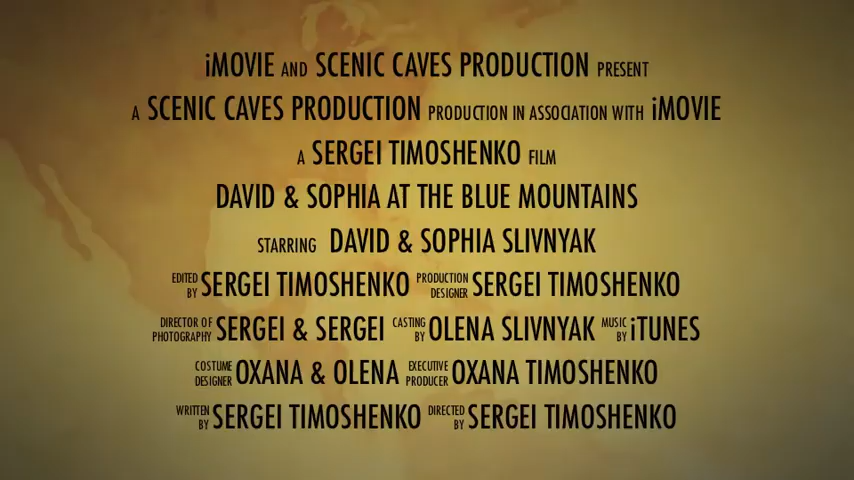 iMOVIE AND SCENIC CAVES PRODUCTION PRESENT
A SCENIC CAVES PRODUCTION PRODUCTION IN ASSOCIATION WITH iMOVIE
A SERGEI TIMOSHENKO FILM
DAVID & SOPHIA AT THE BLUE MOUNTAINS
STARRING DAVID & SOPHIA SLIVNYAK
EDITED BY SERGEI TIMOSHENKO PRODUCTION DESIGNER SERGEI TIMOSHENKO
DIRECTOR OF PHOTOGRAPHY SERGEI & SERGEI CASTING BY OLENA SLIVNYAK MUSIC BY iTUNES
COSTUME DESIGNER OXANA & OLENA EXECUTIVE PRODUCER OXANA TIMOSHENKO
WRITTEN BY SERGEI TIMOSHENKO DIRECTED BY SERGEI TIMOSHENKO